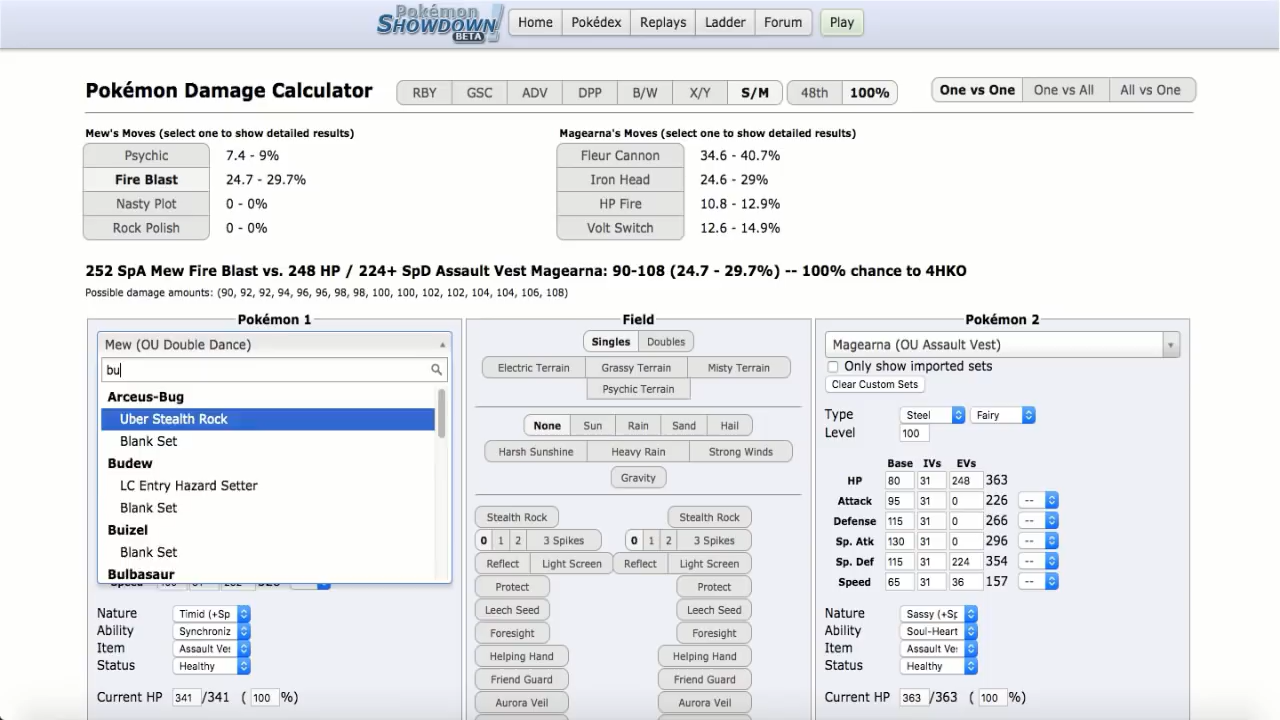 Pokémon
SHOWDOWN!
BETA
Home Pokédex Replays Ladder Forum Play
Pokémon Damage Calculator RBY GSC ADV DPP B/W X/Y S/M 48th 100% One vs One One vs All All vs One
Mew's Moves (select one to show detailed results) Magearna's Moves (select one to show detailed results)
Psychic 7.4 - 9% Fleur Cannon 34.6 - 40.7%
Fire Blast 24.7 - 29.7% Iron Head 24.6 - 29%
Nasty Plot 0 - 0% HP Fire 10.8 - 12.9%
Rock Polish 0 - 0% Volt Switch 12.6 - 14.9%
252 SpA Mew Fire Blast vs. 248 HP / 224+ SpD Assault Vest Magearna: 90-108 (24.7 - 29.7%) -- 100% chance to 4HKO
Possible damage amounts: (90, 92, 92, 94, 96, 96, 98, 98, 100, 100, 102, 102, 104, 104, 106, 108)
Pokémon 1
Mew (OU Double Dance)
bu
Arceus-Bug
Uber Stealth Rock
Blank Set
Budew
LC Entry Hazard Setter
Blank Set
Buizel
Blank Set
Bulbasaur
Nature Timid (+Sp
Ability Synchroniz
Item Assault Ve
Status Healthy
Current HP 341 /341 ( 100 %)
Field
Singles Doubles
Electric Terrain Grassy Terrain Misty Terrain
Psychic Terrain
None Sun Rain Sand Hail
Harsh Sunshine Heavy Rain Strong Winds
Gravity
Stealth Rock Stealth Rock
0 1 2 3 Spikes 0 1 2 3 Spikes
Reflect Light Screen Reflect Light Screen
Protect Protect
Leech Seed Leech Seed
Foresight Foresight
Helping Hand Helping Hand
Friend Guard Friend Guard
Aurora Veil Aurora Veil
Pokémon 2
Magearna (OU Assault Vest)
Only show imported sets
Clear Custom Sets
Type Steel Fairy
Level 100
Base IVs EVs
HP 80 31 248 363
Attack 95 31 0 226 --
Defense 115 31 0 266 --
Sp. Atk 130 31 0 296 --
Sp. Def 115 31 224 354 --
Speed 65 31 36 157 --
Nature Sassy (+Sp
Ability Soul-Heart
Item Assault Ve
Status Healthy
Current HP 363 /363 ( 100 %)